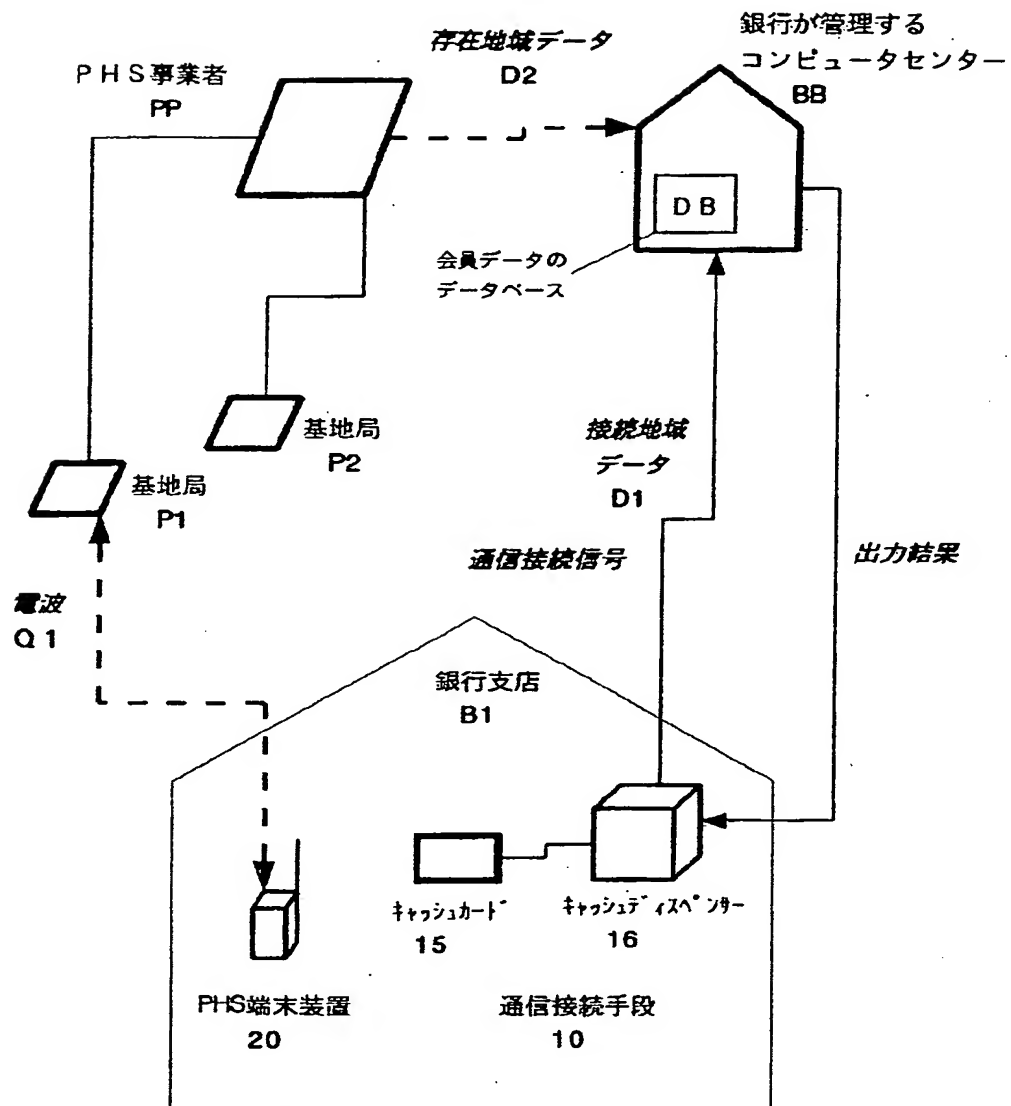 存在地域データ
D2
銀行が管理する
コンピュータセンター
BB
PHS事業者
PP
DB
会員データの
データベース
基地局
P2
基地局
P1
接続地域
データ
D1
通信接続信号
出力結果
電波
Q1
銀行支店
B1
キャッシュカード
15
キャッシュディスペンサー
16
PHS端末装置
20
通信接続手段
10